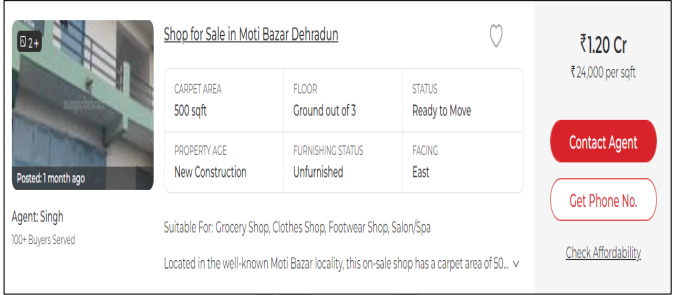 2+
Posted: 1 month ago
Agent: Singh
100+ Buyers Served
Shop for Sale in Moti Bazar Dehradun
CARPET AREA
500 sqft
FLOOR
Ground out of 3
STATUS
Ready to Move
PROPERTY AGE
New Construction
FURNISHING STATUS
Unfurnished
FACING
East
Suitable For: Grocery Shop, Clothes Shop, Footwear Shop, Salon/Spa
Located in the well-known Moti Bazar locality, this on-sale shop has a carpet area of 50...
₹1.20 Cr
₹24,000 per sqft
Contact Agent
Get Phone No.
Check Affordability